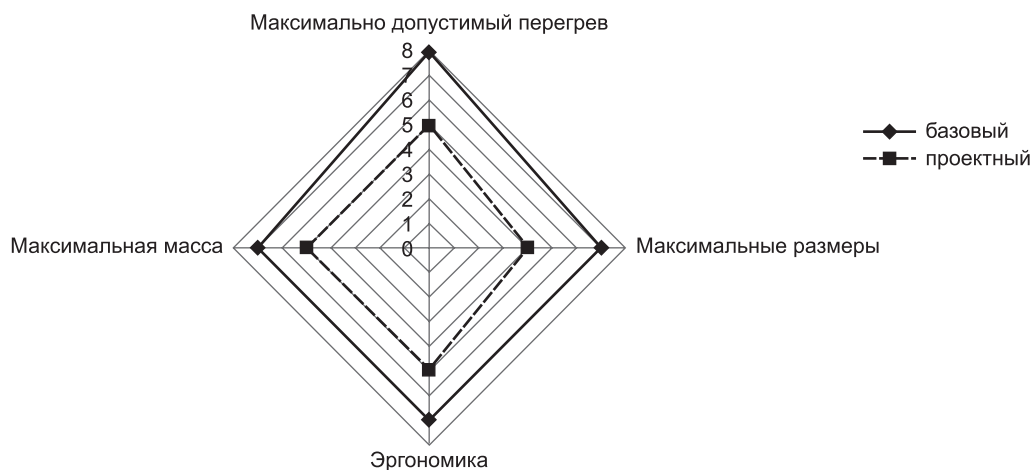 Максимально допустимый перегрев
8
7
6
5
4
3
2
1
0
базовый
проектный
Максимальная масса
Максимальные размеры
Эргономика